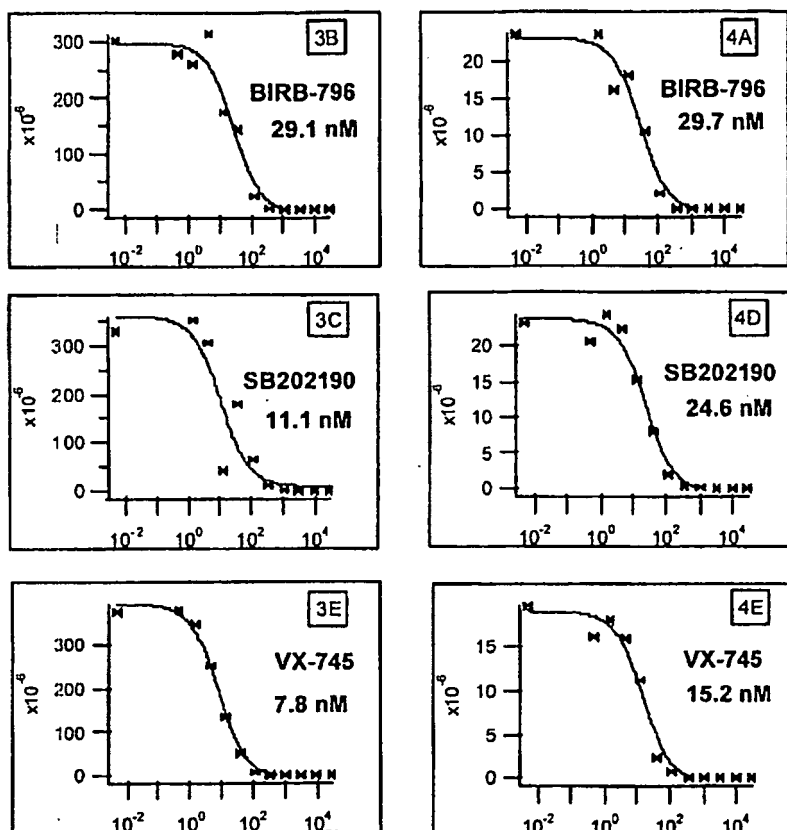 3B
BIRB-796
29.1 nM
x10⁻⁶
300
200
100
0
10⁻² 10⁰ 10² 10⁴
4A
BIRB-796
29.7 nM
x10⁻⁶
20
15
10
5
0
10⁻² 10⁰ 10² 10⁴
3C
SB202190
11.1 nM
x10⁻⁶
300
200
100
0
10⁻² 10⁰ 10² 10⁴
4D
SB202190
24.6 nM
x10⁻⁶
20
15
10
5
0
10⁻² 10⁰ 10² 10⁴
3E
VX-745
7.8 nM
x10⁻⁶
300
200
100
0
10⁻² 10⁰ 10² 10⁴
4E
VX-745
15.2 nM
x10⁻⁶
15
10
5
0
10⁻² 10⁰ 10² 10⁴